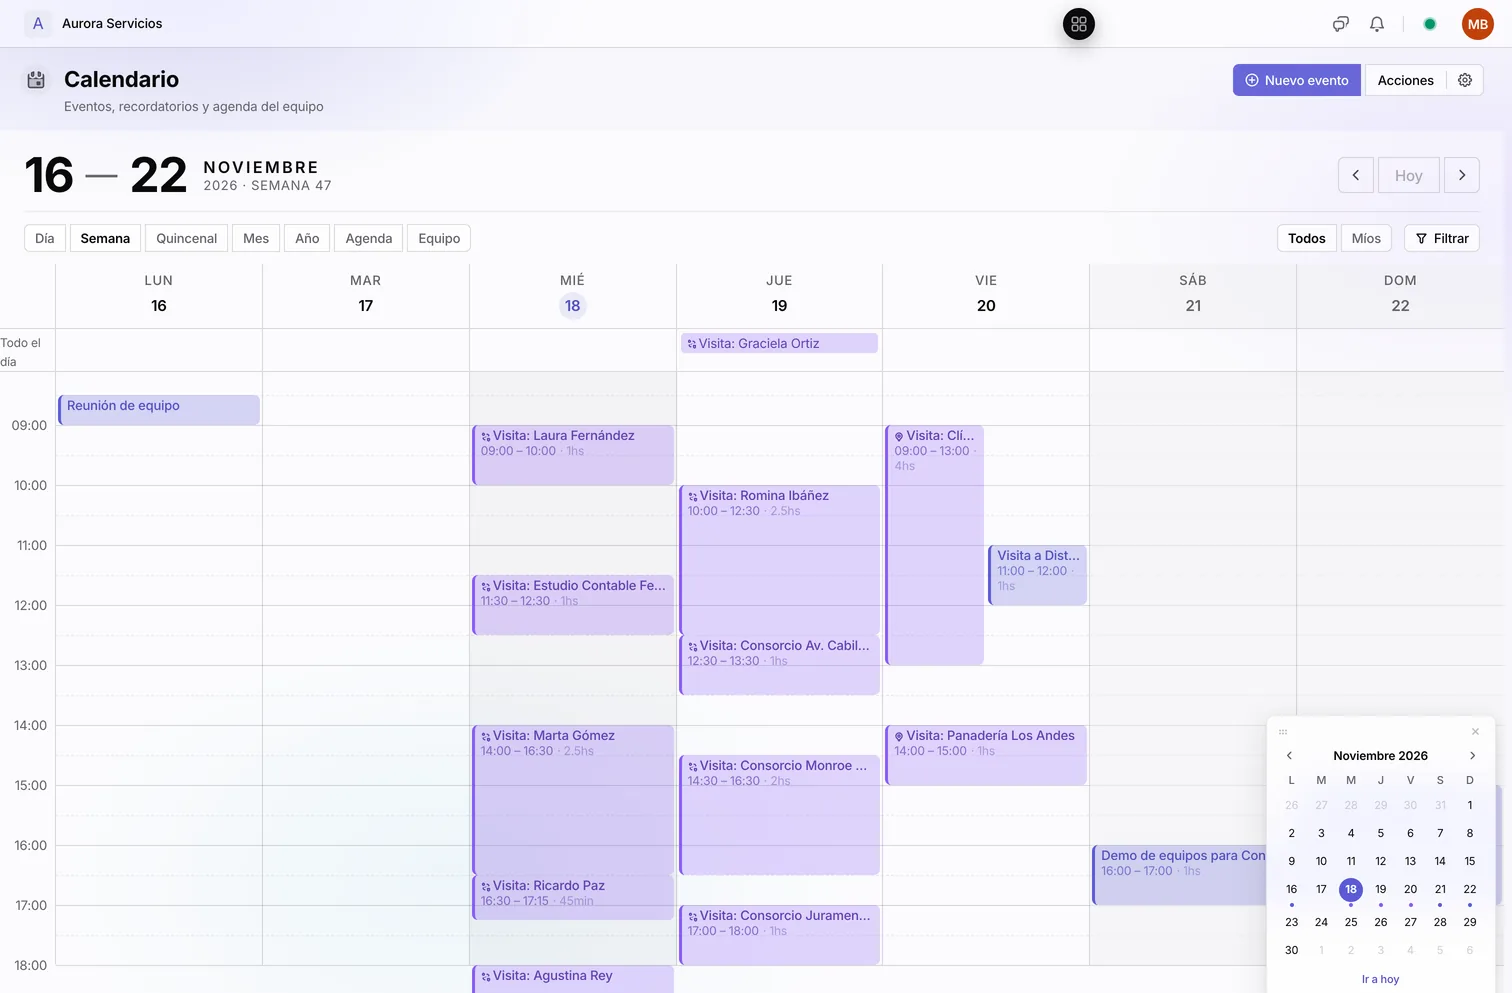 A
Aurora Servicios
MB
Calendario
Eventos, recordatorios y agenda del equipo
Nuevo evento
Acciones
16 — 22
NOVIEMBRE
2026 · SEMANA 47
Hoy
Día
Semana
Quincenal
Mes
Año
Agenda
Equipo
Todos
Míos
Filtrar
LUN
16
MAR
17
MIÉ
18
JUE
19
VIE
20
SÁB
21
DOM
22
Todo el
día
Visita: Graciela Ortiz
09:00
10:00
11:00
12:00
13:00
14:00
15:00
16:00
17:00
18:00
Reunión de equipo
Visita: Laura Fernández
09:00 – 10:00 · 1hs
Visita: Estudio Contable Fe...
11:30 – 12:30 · 1hs
Visita: Marta Gómez
14:00 – 16:30 · 2.5hs
Visita: Ricardo Paz
16:30 – 17:15 · 45min
Visita: Agustina Rey
Visita: Romina Ibáñez
10:00 – 12:30 · 2.5hs
Visita: Consorcio Av. Cabil...
12:30 – 13:30 · 1hs
Visita: Consorcio Monroe ...
14:30 – 16:30 · 2hs
Visita: Consorcio Juramen...
17:00 – 18:00 · 1hs
Visita: Clí...
09:00 – 13:00 ·
4hs
Visita a Dist...
11:00 – 12:00 ·
1hs
Visita: Panadería Los Andes
14:00 – 15:00 · 1hs
Demo de equipos para Con
16:00 – 17:00 · 1hs
Noviembre 2026
L M M J V S D
26 27 28 29 30 31 1
2 3 4 5 6 7 8
9 10 11 12 13 14 15
16 17 18 19 20 21 22
23 24 25 26 27 28 29
30 1 2 3 4 5 6
Ir a hoy